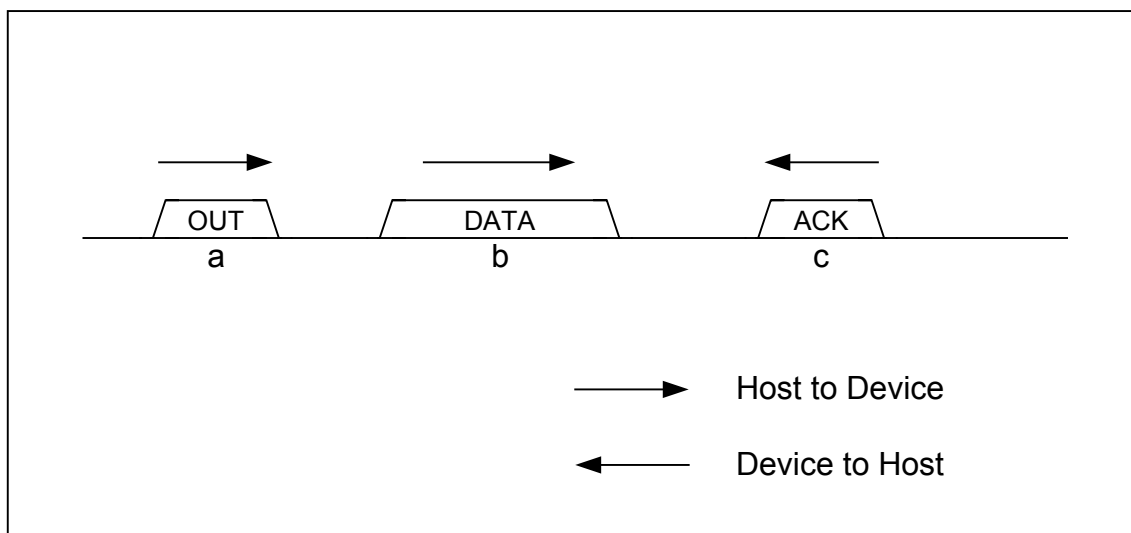 OUT DATA ACK
a b c
Host to Device
Device to Host